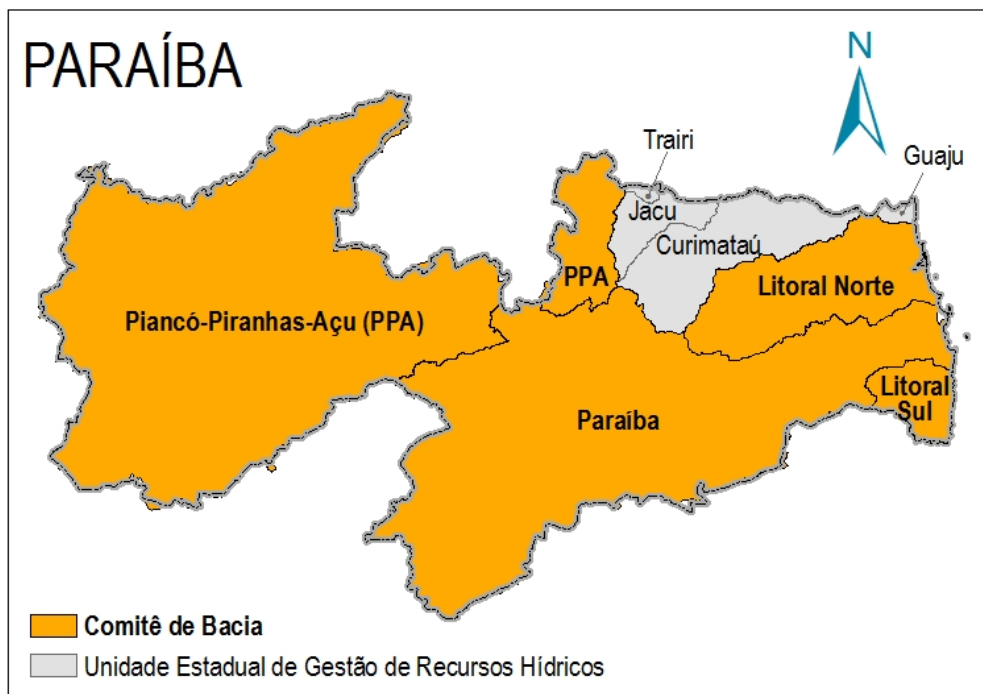 PARAÍBA
N
Trairi
Guaju
Jacu
Curimataú
PPA
Litoral Norte
Piancó-Piranhas-Açu (PPA)
Litoral
Sul
Paraíba
Comitê de Bacia
Unidade Estadual de Gestão de Recursos Hídricos